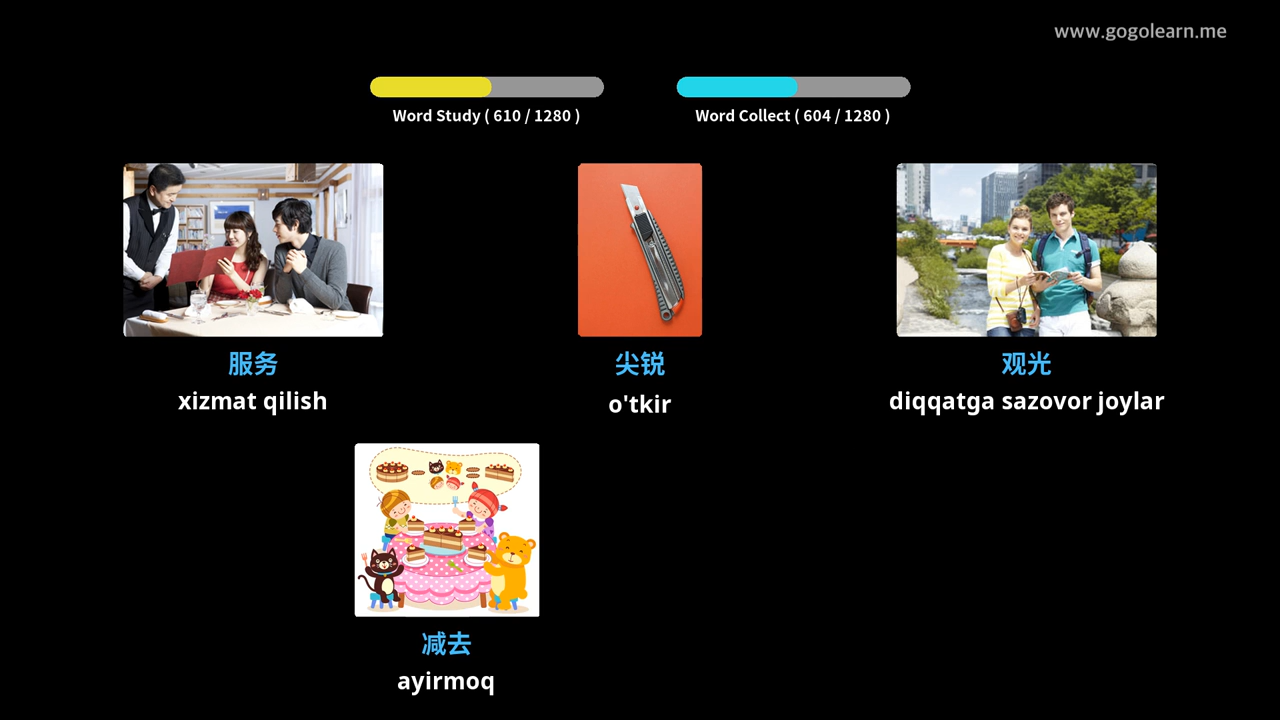 www.gogolearn.me
Word Study ( 610 / 1280 )
Word Collect ( 604 / 1280 )
服务
xizmat qilish
尖锐
o'tkir
观光
diqqatga sazovor joylar
减去
ayirmoq